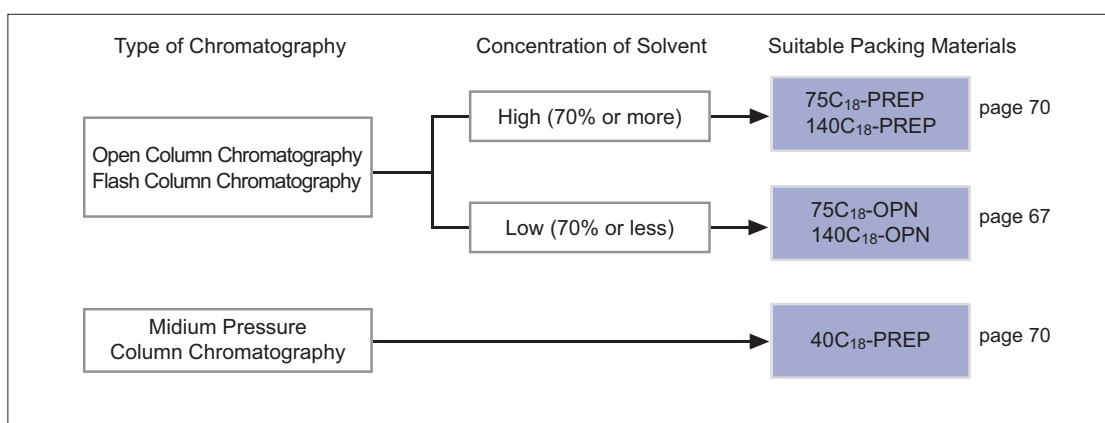 Type of Chromatography
Concentration of Solvent
Suitable Packing Materials
Open Column Chromatography
Flash Column Chromatography
High (70% or more)
75C₁₈-PREP
140C₁₈-PREP
page 70
Low (70% or less)
75C₁₈-OPN
140C₁₈-OPN
page 67
Midium Pressure
Column Chromatography
40C₁₈-PREP
page 70